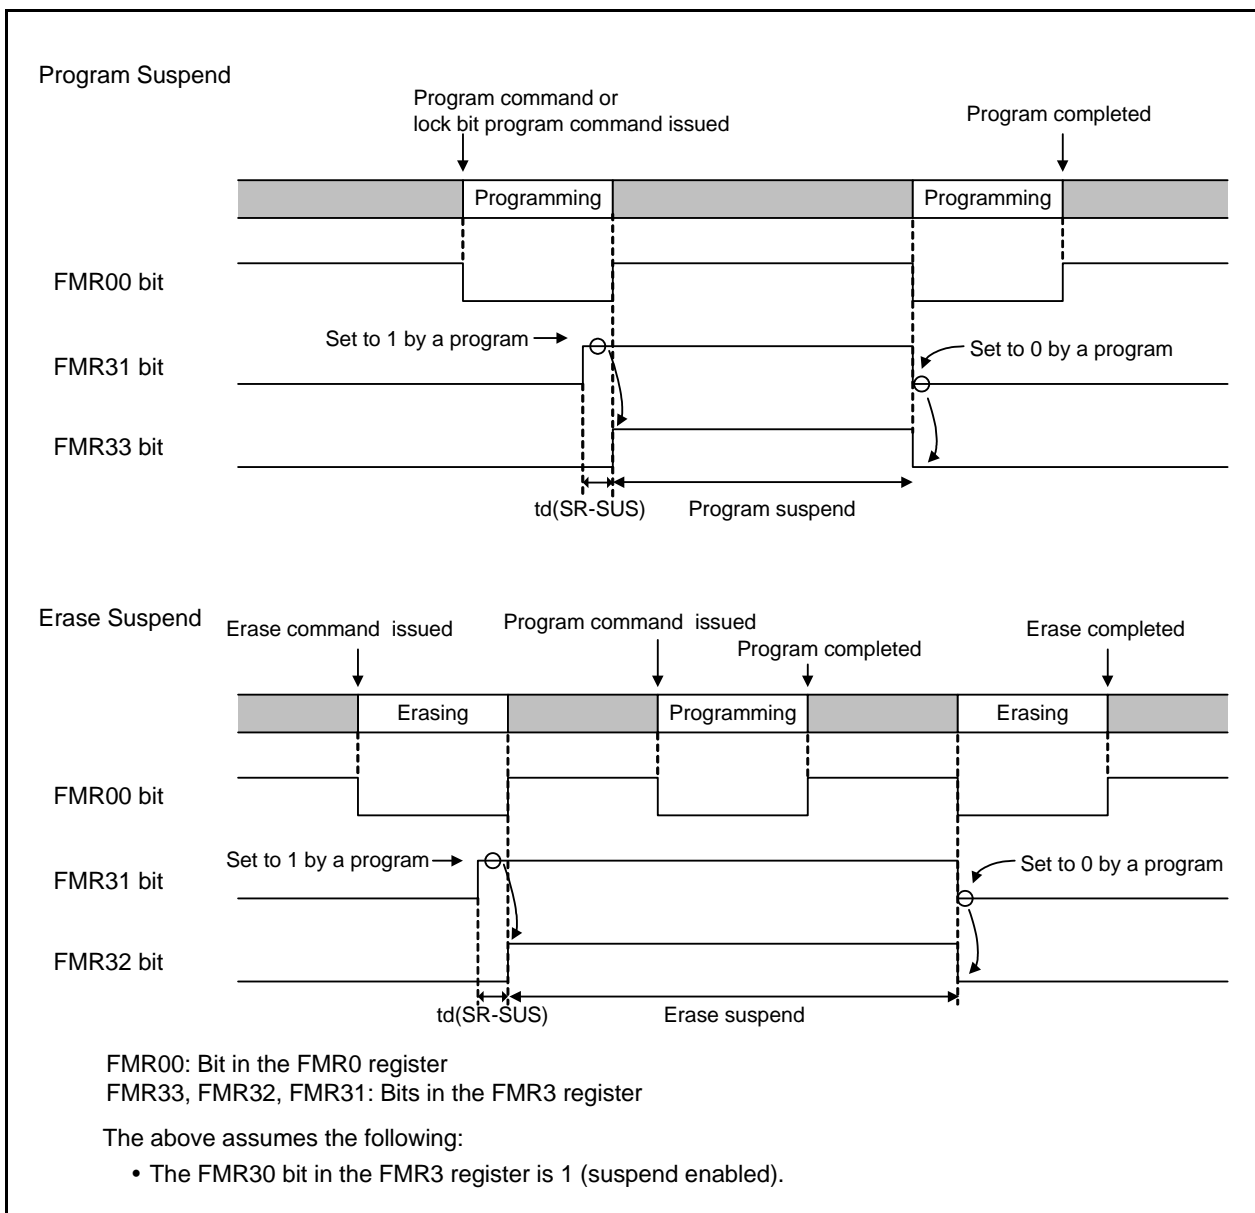 Program Suspend
Program command or
lock bit program command issued
Program completed
Programming
Programming
FMR00 bit
Set to 1 by a program
Set to 0 by a program
FMR31 bit
FMR33 bit
td(SR-SUS)
Program suspend
Erase Suspend
Erase command issued
Program command issued
Program completed
Erase completed
Erasing
Programming
Erasing
FMR00 bit
Set to 1 by a program
Set to 0 by a program
FMR31 bit
FMR32 bit
td(SR-SUS)
Erase suspend
FMR00: Bit in the FMR0 register
FMR33, FMR32, FMR31: Bits in the FMR3 register
The above assumes the following:
• The FMR30 bit in the FMR3 register is 1 (suspend enabled).